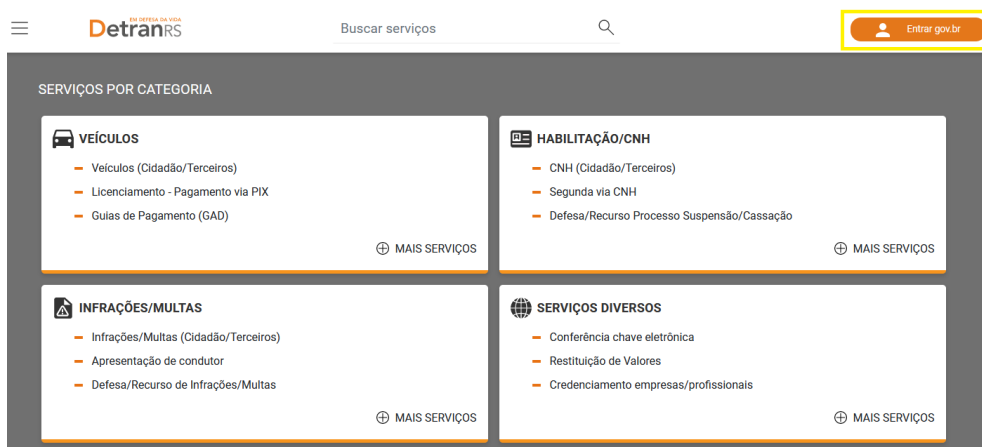 EM DEFESA DA VIDA
DetranRS
Buscar serviços
Entrar gov.br
SERVIÇOS POR CATEGORIA
VEÍCULOS
Veículos (Cidadão/Terceiros)
Licenciamento - Pagamento via PIX
Guias de Pagamento (GAD)
MAIS SERVIÇOS
HABILITAÇÃO/CNH
CNH (Cidadão/Terceiros)
Segunda via CNH
Defesa/Recurso Processo Suspensão/Cassação
MAIS SERVIÇOS
INFRAÇÕES/MULTAS
Infrações/Multas (Cidadão/Terceiros)
Apresentação de condutor
Defesa/Recurso de Infrações/Multas
MAIS SERVIÇOS
SERVIÇOS DIVERSOS
Conferência chave eletrônica
Restituição de Valores
Credenciamento empresas/profissionais
MAIS SERVIÇOS